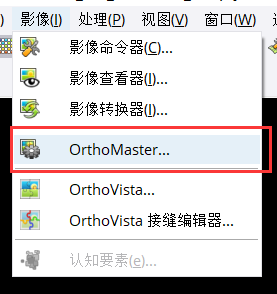 影像(I) 处理(P) 视图(V) 窗口(W)
影像命令器(C)...
影像查看器(I)...
影像转换器(I)...
OrthoMaster...
OrthoVista...
OrthoVista 接缝编辑器...
认知要素(e)...